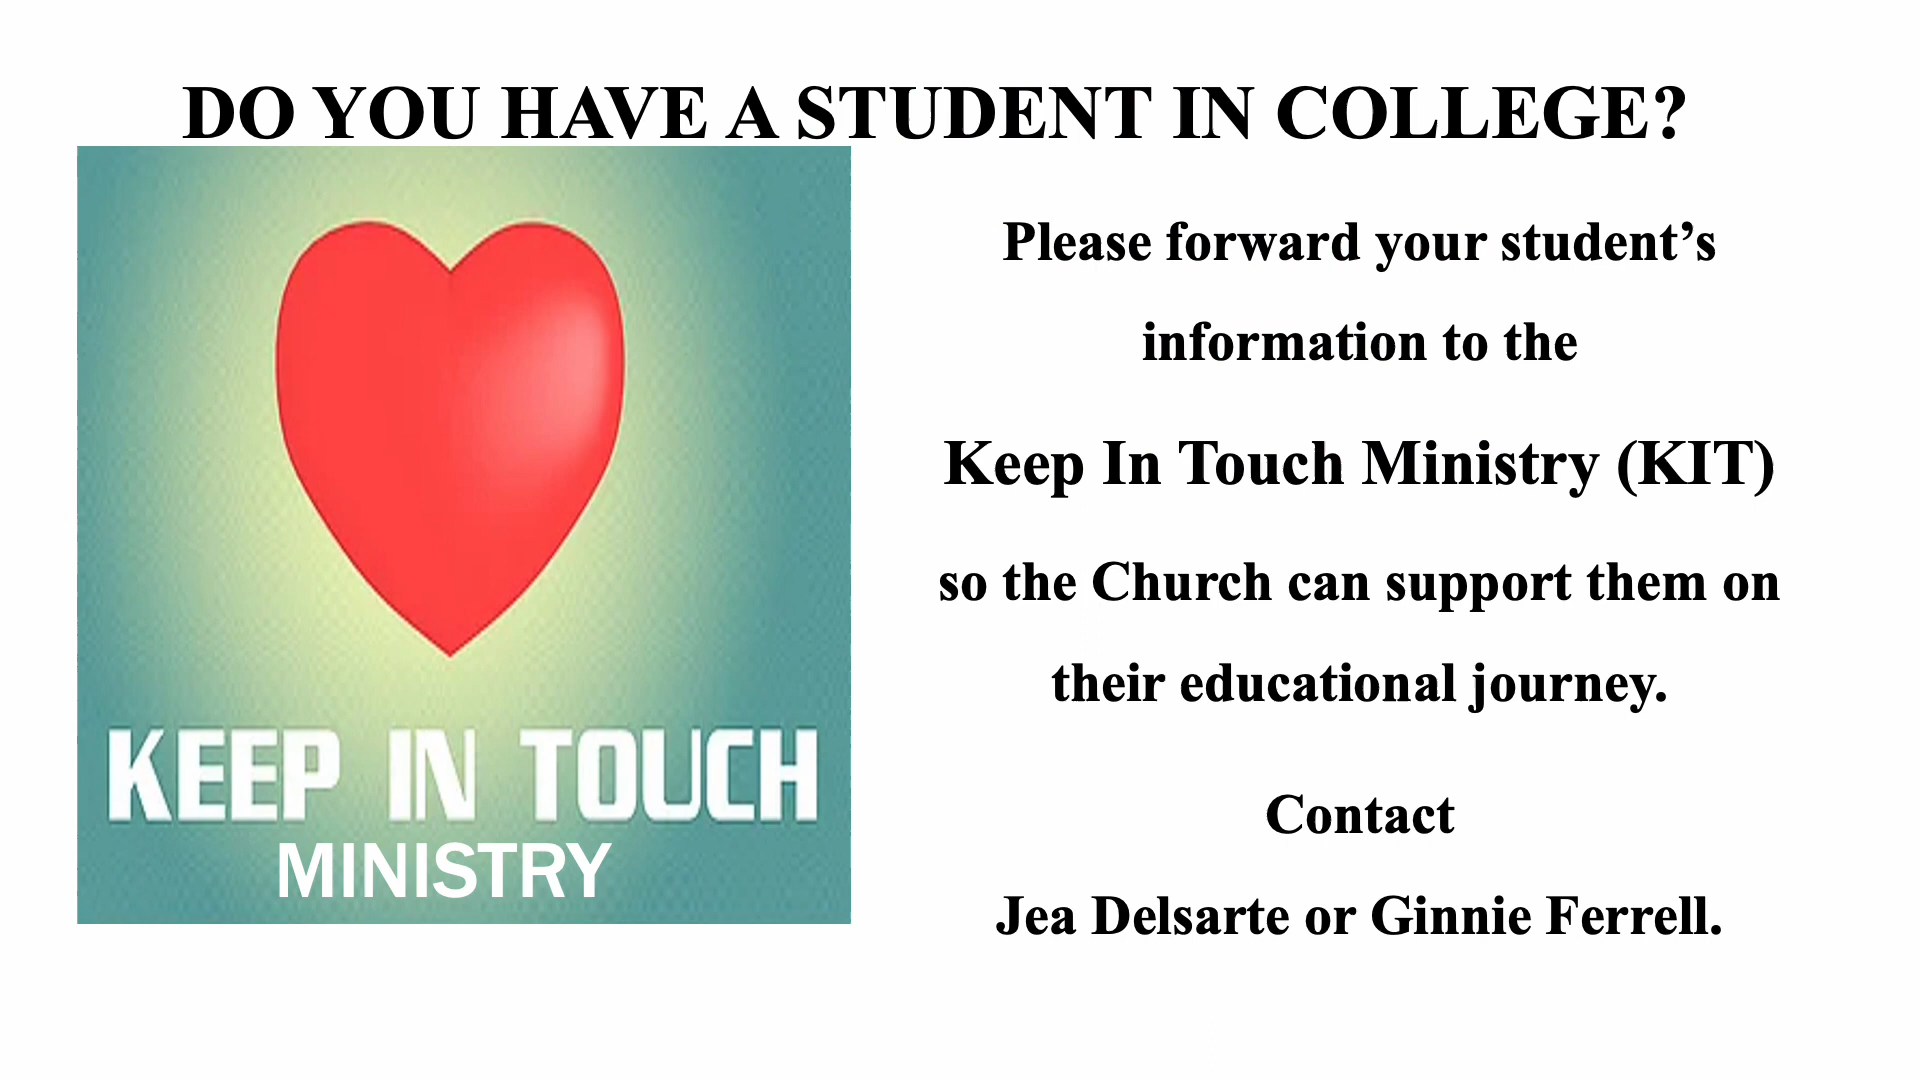 DO YOU HAVE A STUDENT IN COLLEGE?
KEEP IN TOUCH
MINISTRY
Please forward your student’s
information to the
Keep In Touch Ministry (KIT)
so the Church can support them on
their educational journey.
Contact
Jea Delsarte or Ginnie Ferrell.